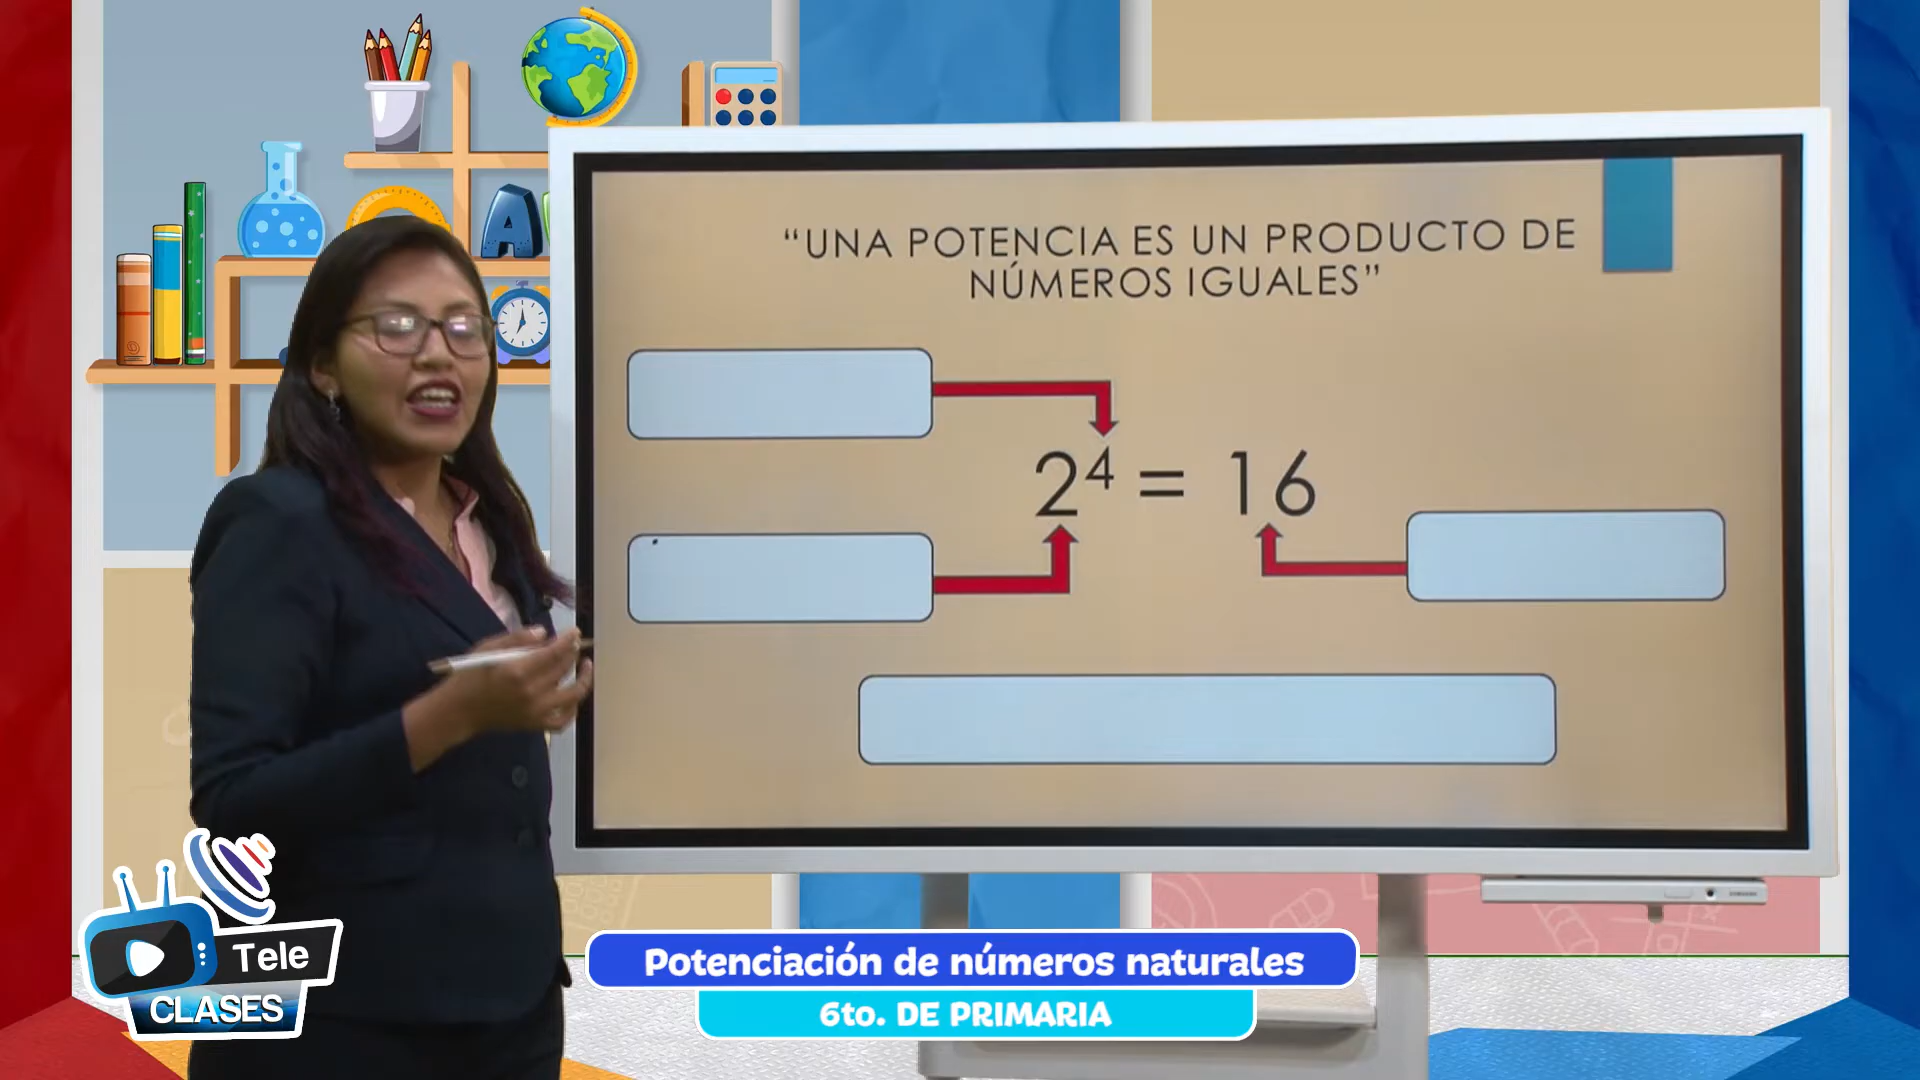 “UNA POTENCIA ES UN PRODUCTO DE
NÚMEROS IGUALES”
2⁴ = 16
Tele
CLASES
Potenciación de números naturales
6to. DE PRIMARIA